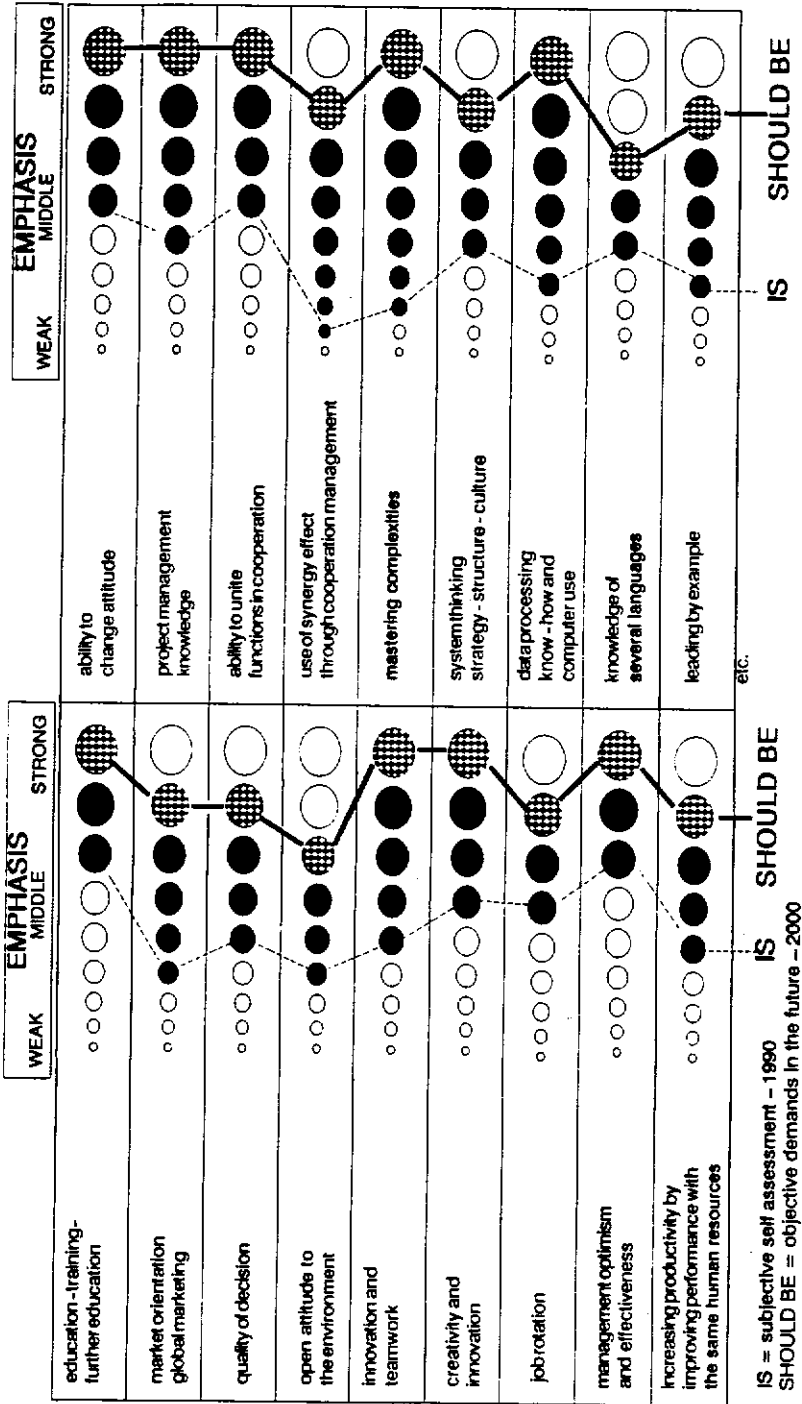 EMPHASIS
WEAK MIDDLE STRONG
education - training -
further education
market orientation
global marketing
quality of decision
open attitude to
the environment
innovation and
teamwork
creativity and
innovation
job rotation
management optimism
and effectiveness
Increasing productivity by
improving performance with
the same human resources
IS SHOULD BE
IS = subjective self assessment - 1990
SHOULD BE = objective demands in the future - 2000
EMPHASIS
WEAK MIDDLE STRONG
ability to
change attitude
project management
knowledge
ability to unite
functions in cooperation
use of synergy effect
through cooperation management
mastering complexities
system thinking
strategy - structure - culture
data processing
know - how and
computer use
knowledge of
several languages
leading by example
etc.
IS SHOULD BE